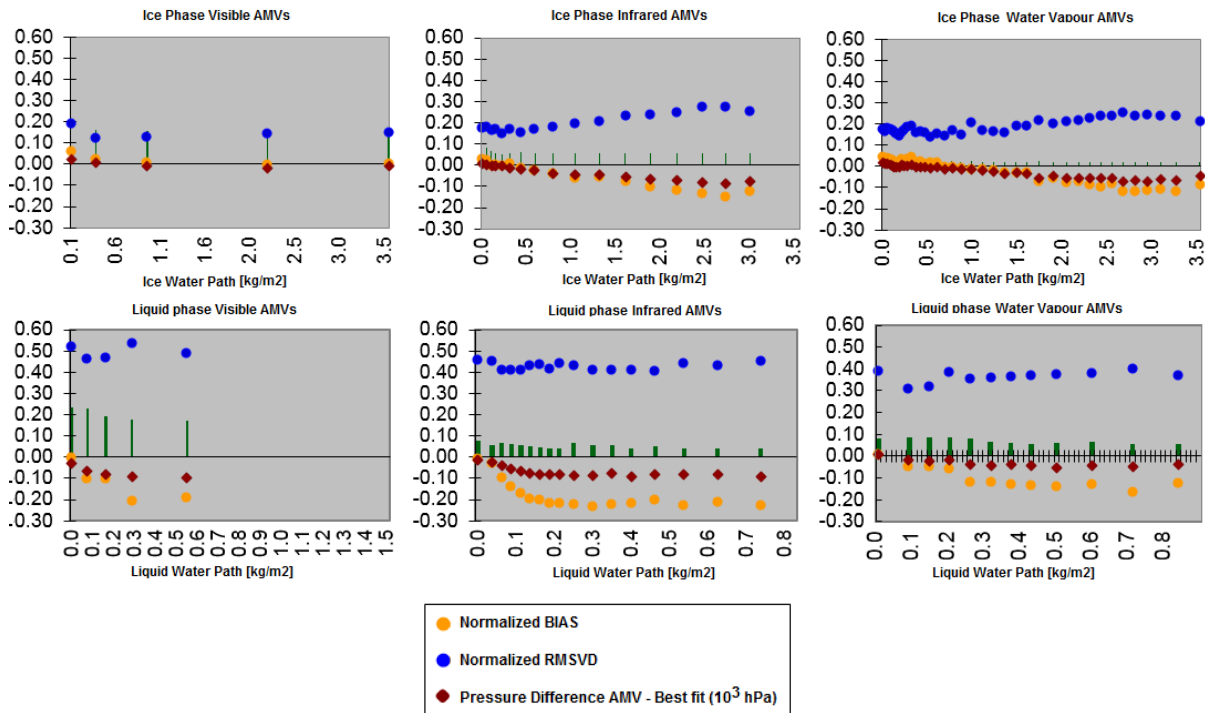 Ice Phase Visible AMVs
0.60
0.50
0.40
0.30
0.20
0.10
0.00
-0.10
-0.20
-0.30
0.1 0.6 1.1 1.6 2.5 3.0 3.5
Ice Water Path [kg/m2]
Ice Phase Infrared AMVs
0.60
0.50
0.40
0.30
0.20
0.10
0.00
-0.10
-0.20
-0.30
0.0 0.5 1.0 1.5 2.0 2.5 3.0 3.5
Ice Water Path [kg/m2]
Ice Phase Water Vapour AMVs
0.60
0.50
0.40
0.30
0.20
0.10
0.00
-0.10
-0.20
-0.30
0.0 0.5 1.0 1.5 2.0 2.5 3.0 3.5
Ice Water Path [kg/m2]
Liquid phase Visible AMVs
0.60
0.50
0.40
0.30
0.20
0.10
0.00
-0.10
-0.20
-0.30
0.0 0.1 0.3 0.4 0.5 0.6 0.8 0.9 1.0 1.1 1.3 1.4 1.5
Liquid Water Path [kg/m2]
Liquid phase Infrared AMVs
0.60
0.50
0.40
0.30
0.20
0.10
0.00
-0.10
-0.20
-0.30
0.0 0.1 0.2 0.3 0.4 0.5 0.6 0.7 0.8
Liquid Water Path [kg/m2]
Liquid phase Water Vapour AMVs
0.60
0.50
0.40
0.30
0.20
0.10
0.00
-0.10
-0.20
-0.30
0.0 0.1 0.2 0.3 0.4 0.5 0.6 0.7 0.8
Liquid Water Path [kg/m2]
Normalized BIAS
Normalized RMSVD
Pressure Difference AMV - Best fit (10³ hPa)